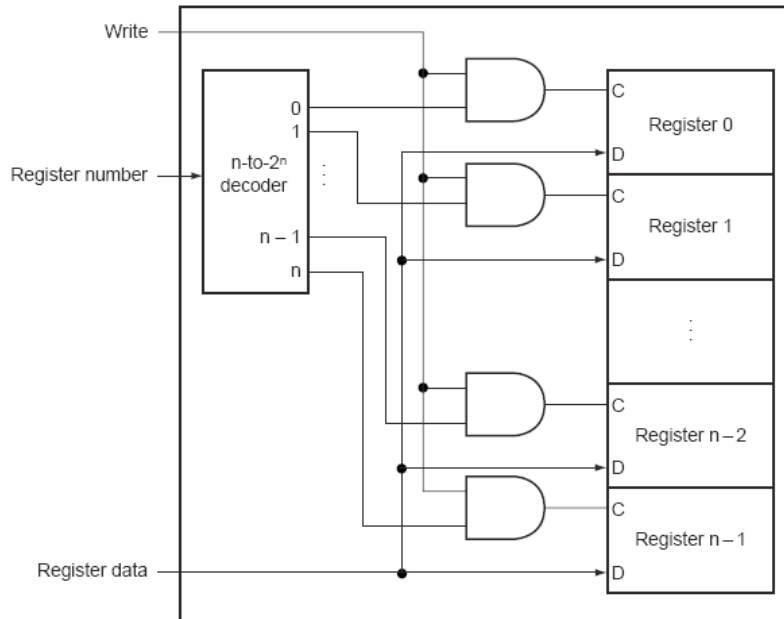 Write
0
1
⋮
n-to-2ⁿ
decoder
n – 1
n
Register number
Register data
C
Register 0
D
C
Register 1
D
⋮
C
Register n – 2
D
C
Register n – 1
D